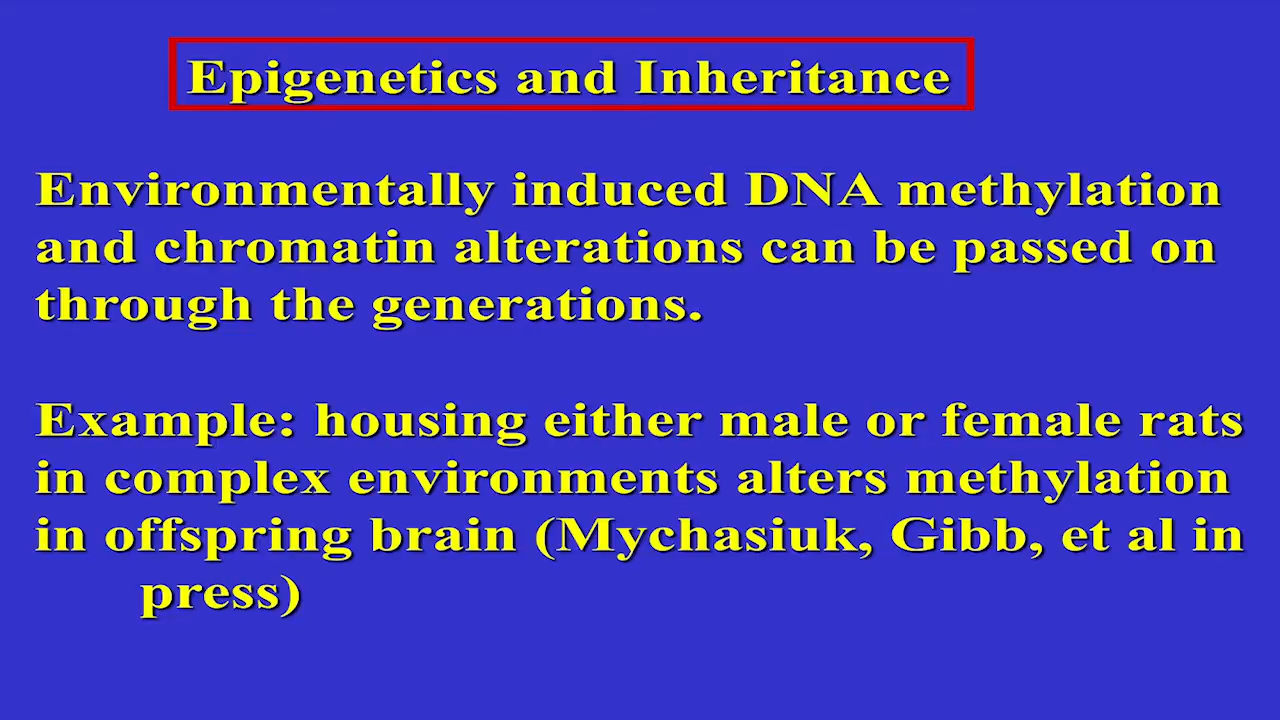 Epigenetics and Inheritance
Environmentally induced DNA methylation
and chromatin alterations can be passed on
through the generations.
Example: housing either male or female rats
in complex environments alters methylation
in offspring brain (Mychasiuk, Gibb, et al in
press)